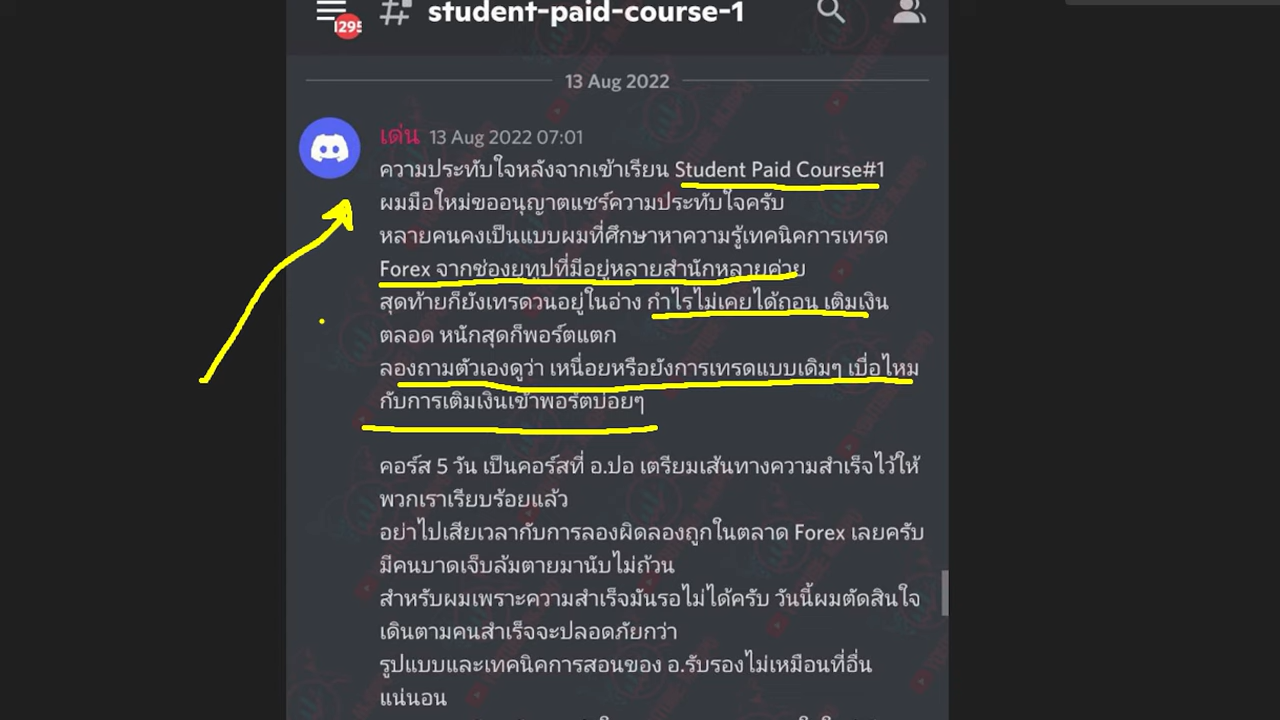 1295
# student-paid-course-1
13 Aug 2022
เด่น 13 Aug 2022 07:01
ความประทับใจหลังจากเข้าเรียน Student Paid Course#1
ผมมือใหม่ขออนุญาตแชร์ความประทับใจครับ
หลายคนคงเป็นแบบผมที่ศึกษาหาความรู้เทคนิคการเทรด
Forex จากช่องยูทูปที่มีอยู่หลายสำนักหลายค่าย
สุดท้ายก็ยังเทรดวนอยู่ในอ่าง กำไรไม่เคยได้ถอน เติมเงิน
ตลอด หนักสุดก็พอร์ตแตก
ลองถามตัวเองดูว่า เหนื่อยหรือยังการเทรดแบบเดิมๆ เบื่อไหม
กับการเติมเงินเข้าพอร์ตบ่อยๆ
คอร์ส 5 วัน เป็นคอร์สที่ อ.ปอ เตรียมเส้นทางความสำเร็จไว้ให้
พวกเราเรียบร้อยแล้ว
อย่าไปเสียเวลากับการลองผิดลองถูกในตลาด Forex เลยครับ
มีคนบาดเจ็บล้มตายมานับไม่ถ้วน
สำหรับผมเพราะความสำเร็จมันรอไม่ได้ครับ วันนี้ผมตัดสินใจ
เดินตามคนสำเร็จจะปลอดภัยกว่า
รูปแบบและเทคนิคการสอนของ อ.รับรองไม่เหมือนที่อื่น
แน่นอน